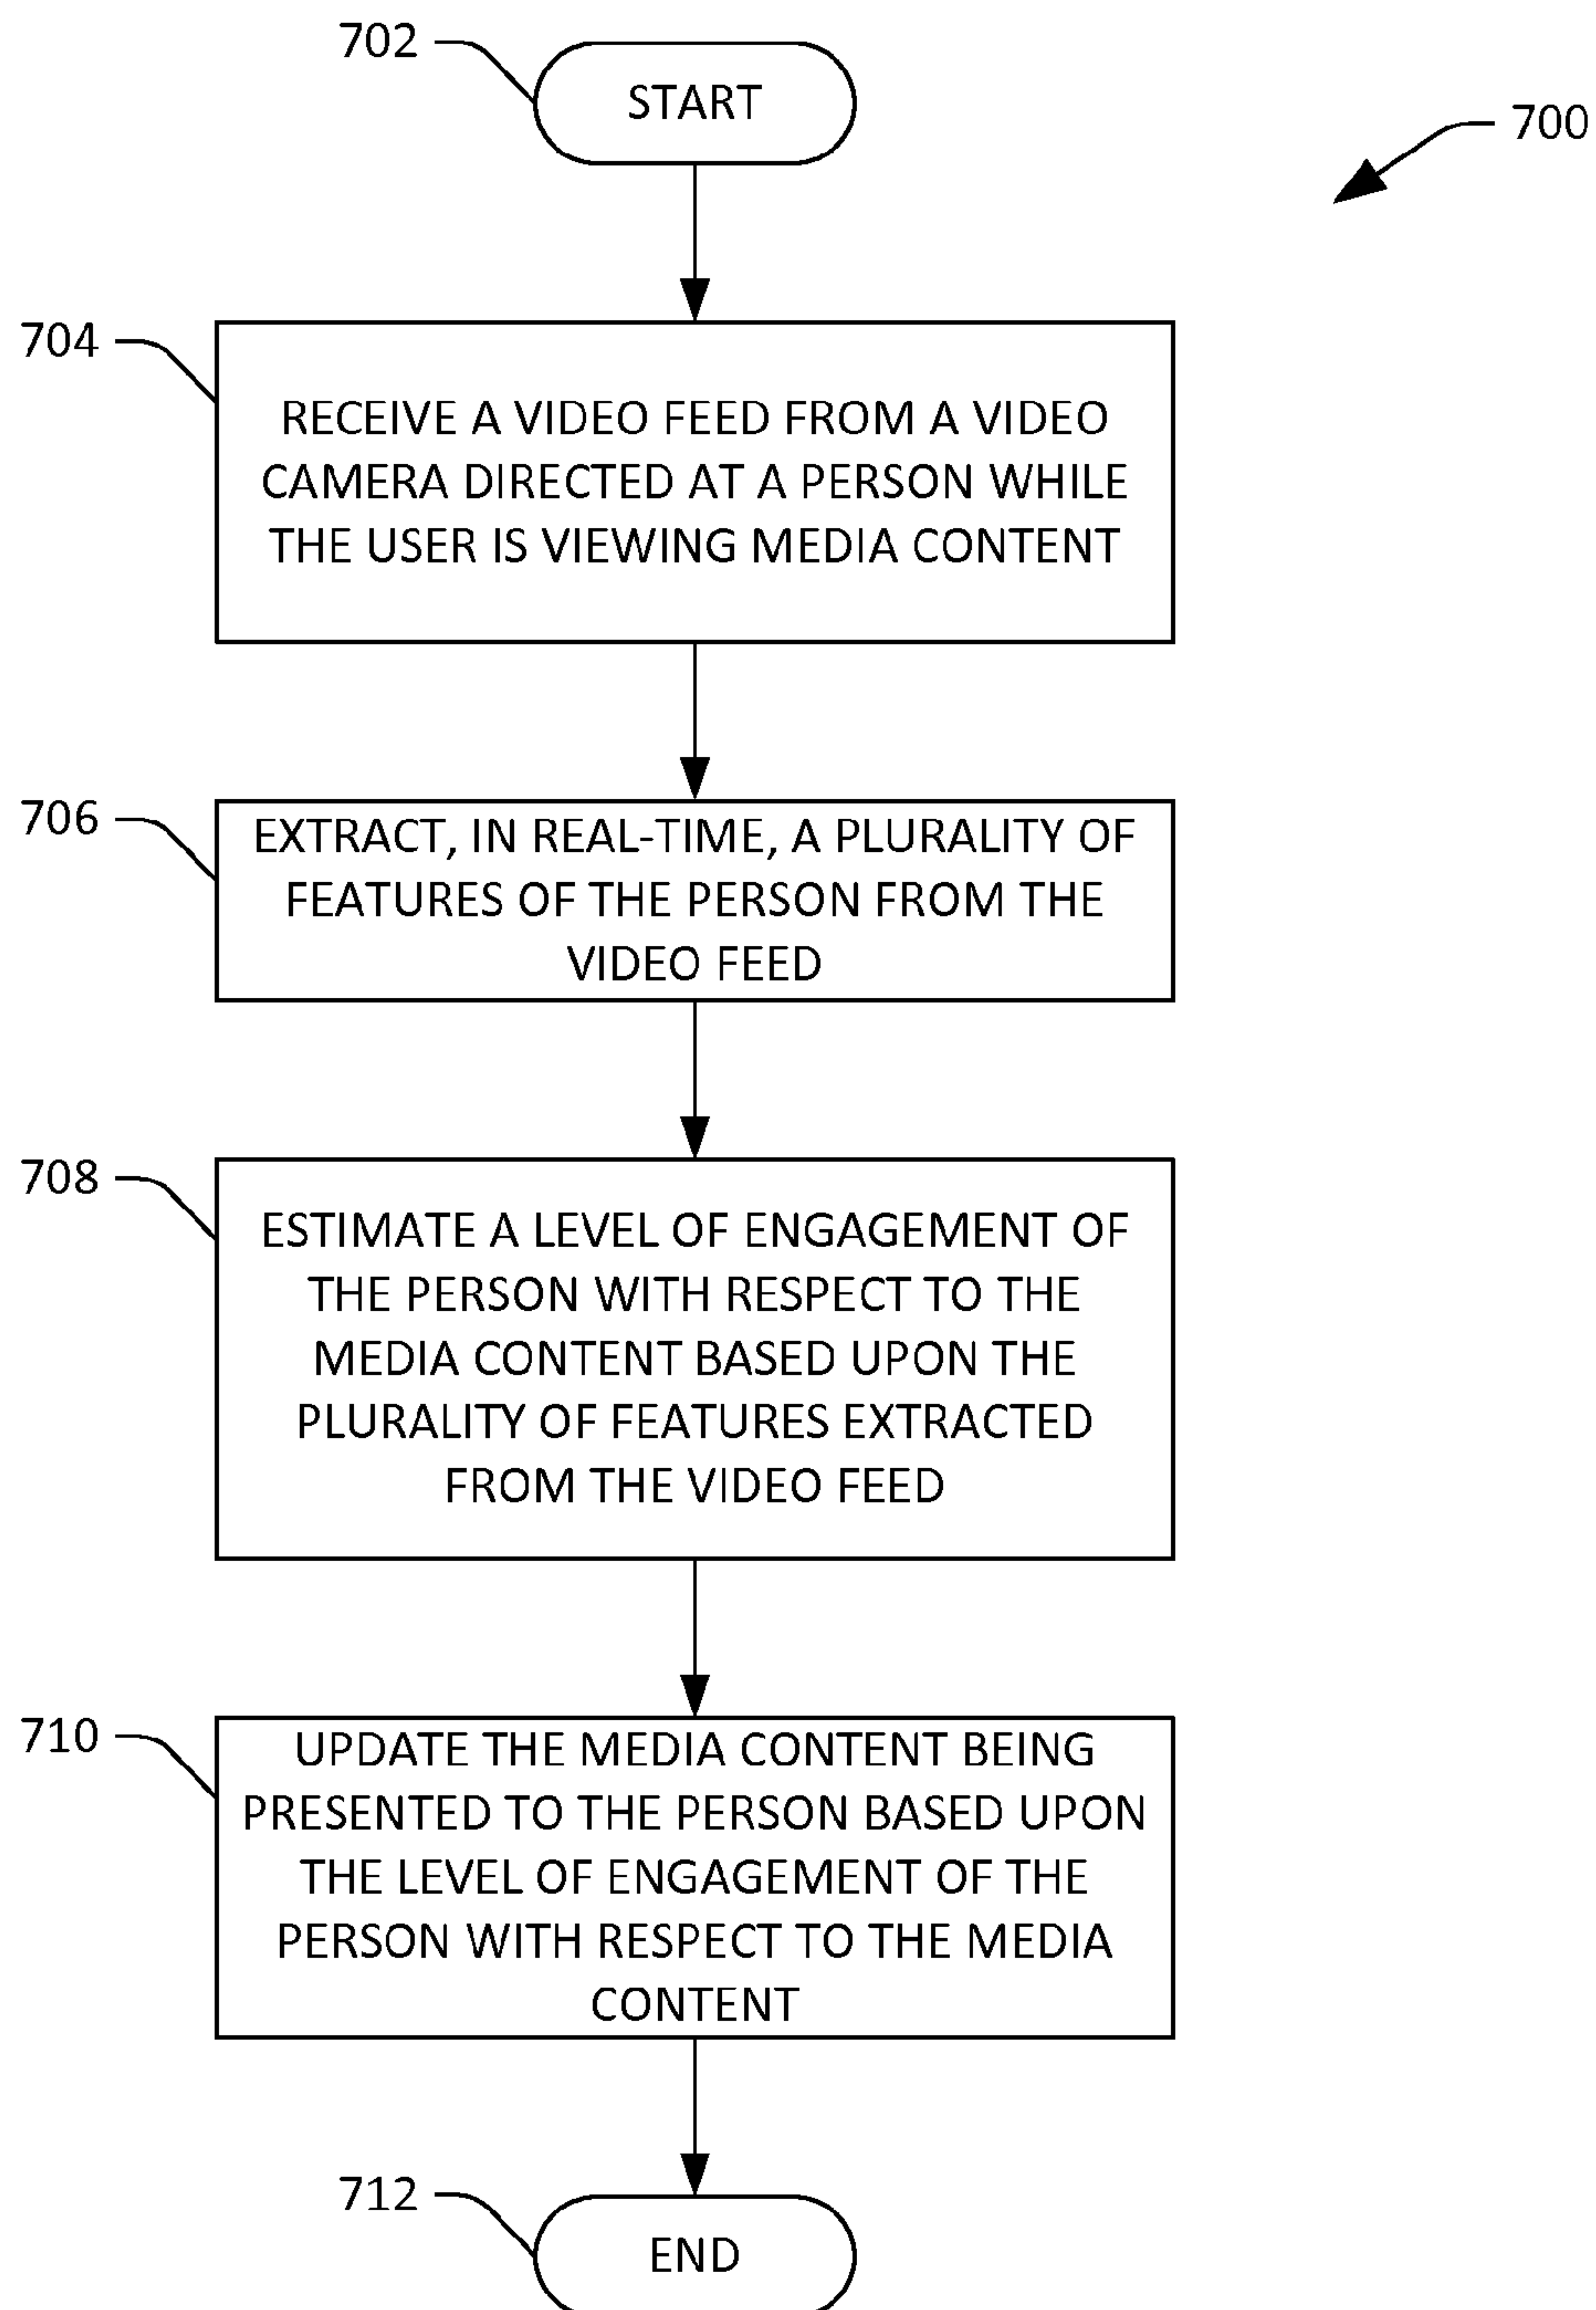 702
START
700
704
RECEIVE A VIDEO FEED FROM A VIDEO
CAMERA DIRECTED AT A PERSON WHILE
THE USER IS VIEWING MEDIA CONTENT
706
EXTRACT, IN REAL-TIME, A PLURALITY OF
FEATURES OF THE PERSON FROM THE
VIDEO FEED
708
ESTIMATE A LEVEL OF ENGAGEMENT OF
THE PERSON WITH RESPECT TO THE
MEDIA CONTENT BASED UPON THE
PLURALITY OF FEATURES EXTRACTED
FROM THE VIDEO FEED
710
UPDATE THE MEDIA CONTENT BEING
PRESENTED TO THE PERSON BASED UPON
THE LEVEL OF ENGAGEMENT OF THE
PERSON WITH RESPECT TO THE MEDIA
CONTENT
712
END